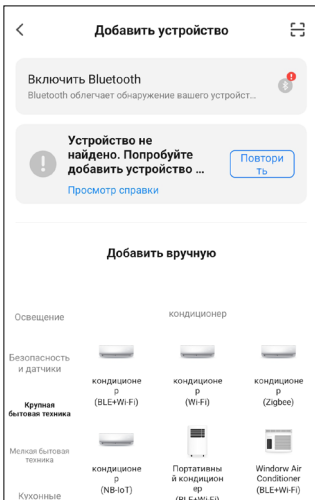 Добавить устройство
Включить Bluetooth
Bluetooth облегчает обнаружение вашего устройст...
Устройство не
найдено. Попробуйте
добавить устройство ...
Повтори
ть
Просмотр справки
Добавить вручную
Освещение
кондиционер
Безопасность
и датчики
кондиционе
р
(BLE+Wi-Fi)
кондиционе
р
(Wi-Fi)
кондиционе
р
(Zigbee)
Крупная
бытовая техника
Мелкая бытовая
техника
кондиционе
р
(NB-IoT)
Портативны
й кондицион
ер
(BLE+Wi-Fi)
Windorw Air
Conditioner
(BLE+Wi-Fi)
Кухонные